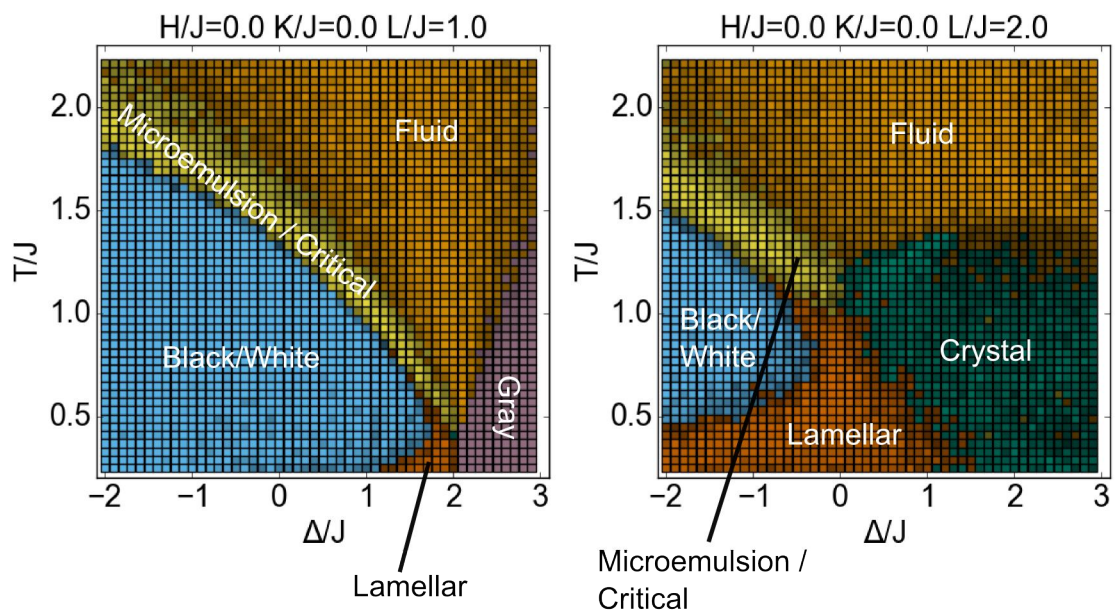 H/J=0.0 K/J=0.0 L/J=1.0
T/J
2.0
1.5
1.0
0.5
Microemulsion / Critical
Fluid
Black/White
Gray
−2
−1
0
1
2
3
Δ/J
Lamellar
H/J=0.0 K/J=0.0 L/J=2.0
T/J
2.0
1.5
1.0
0.5
Fluid
Black/
White
Crystal
Lamellar
−2
−1
0
1
2
3
Δ/J
Microemulsion /
Critical